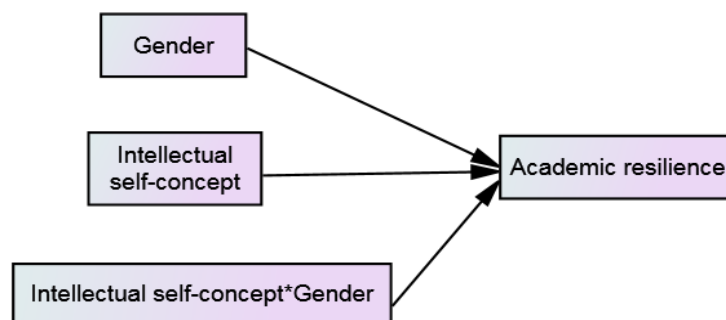 Gender
Intellectual
self-concept
Academic resilience
Intellectual self-concept*Gender